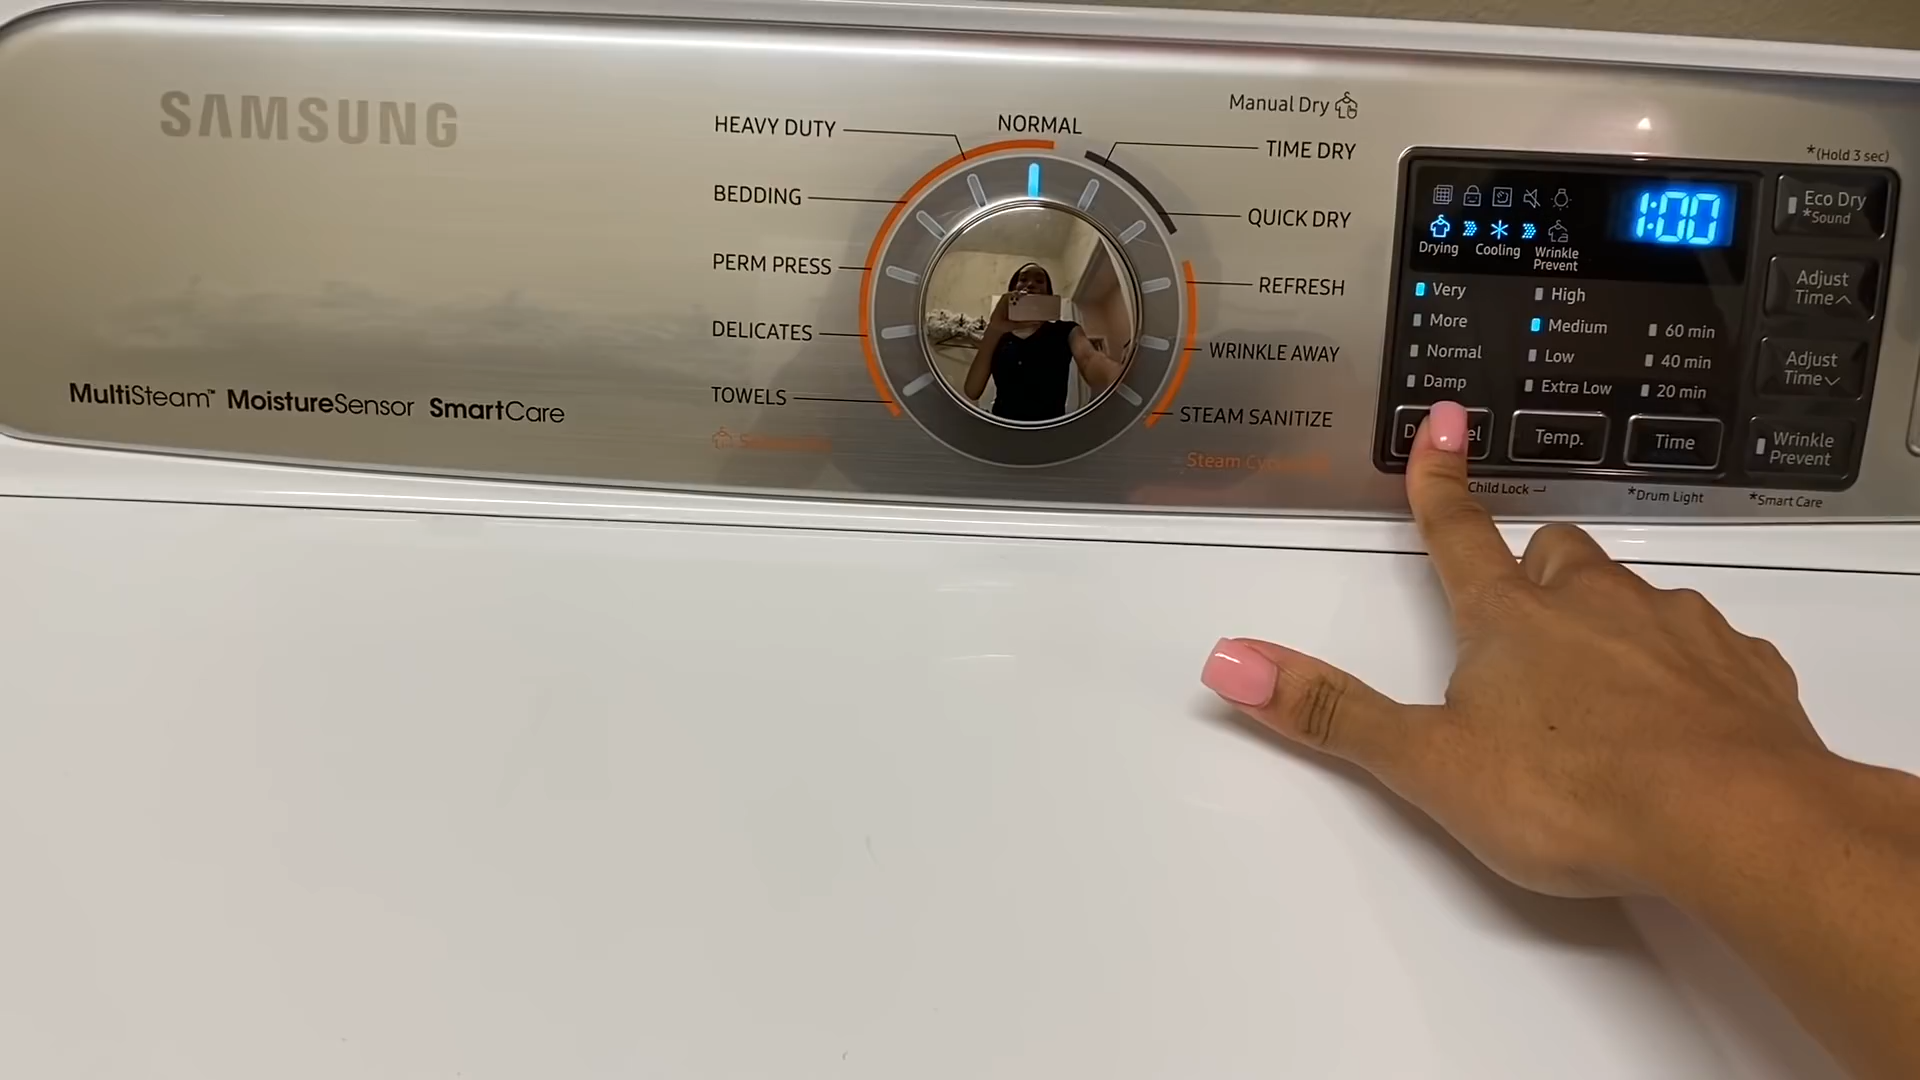 SAMSUNG
MultiSteam™ MoistureSensor SmartCare
HEAVY DUTY
BEDDING
PERM PRESS
DELICATES
TOWELS
NORMAL
Manual Dry
TIME DRY
QUICK DRY
REFRESH
WRINKLE AWAY
STEAM SANITIZE
*(Hold 3 sec)
1:00
Drying Cooling Wrinkle
Prevent
Very
More
Normal
Damp
High
Medium
Low
Extra Low
60 min
40 min
20 min
Temp.
Time
Eco Dry
*Sound
Adjust
Time
Adjust
Time
Wrinkle
Prevent
Child Lock
*Drum Light
*Smart Care